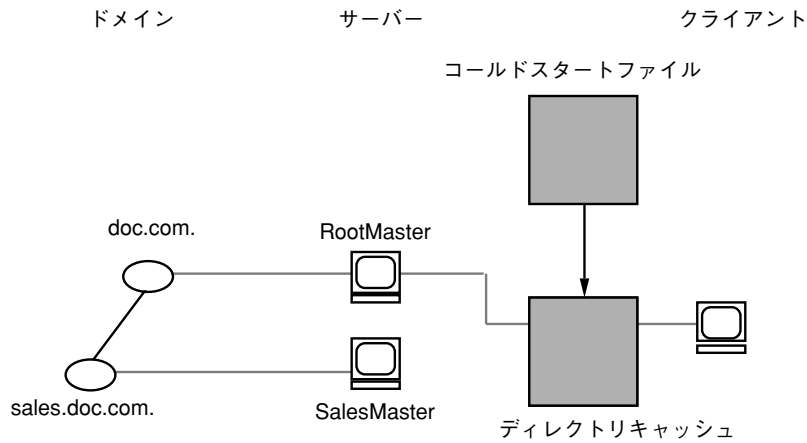 ドメイン
サーバー
クライアント
コールドスタートファイル
doc.com.
RootMaster
sales.doc.com.
SalesMaster
ディレクトリキャッシュ